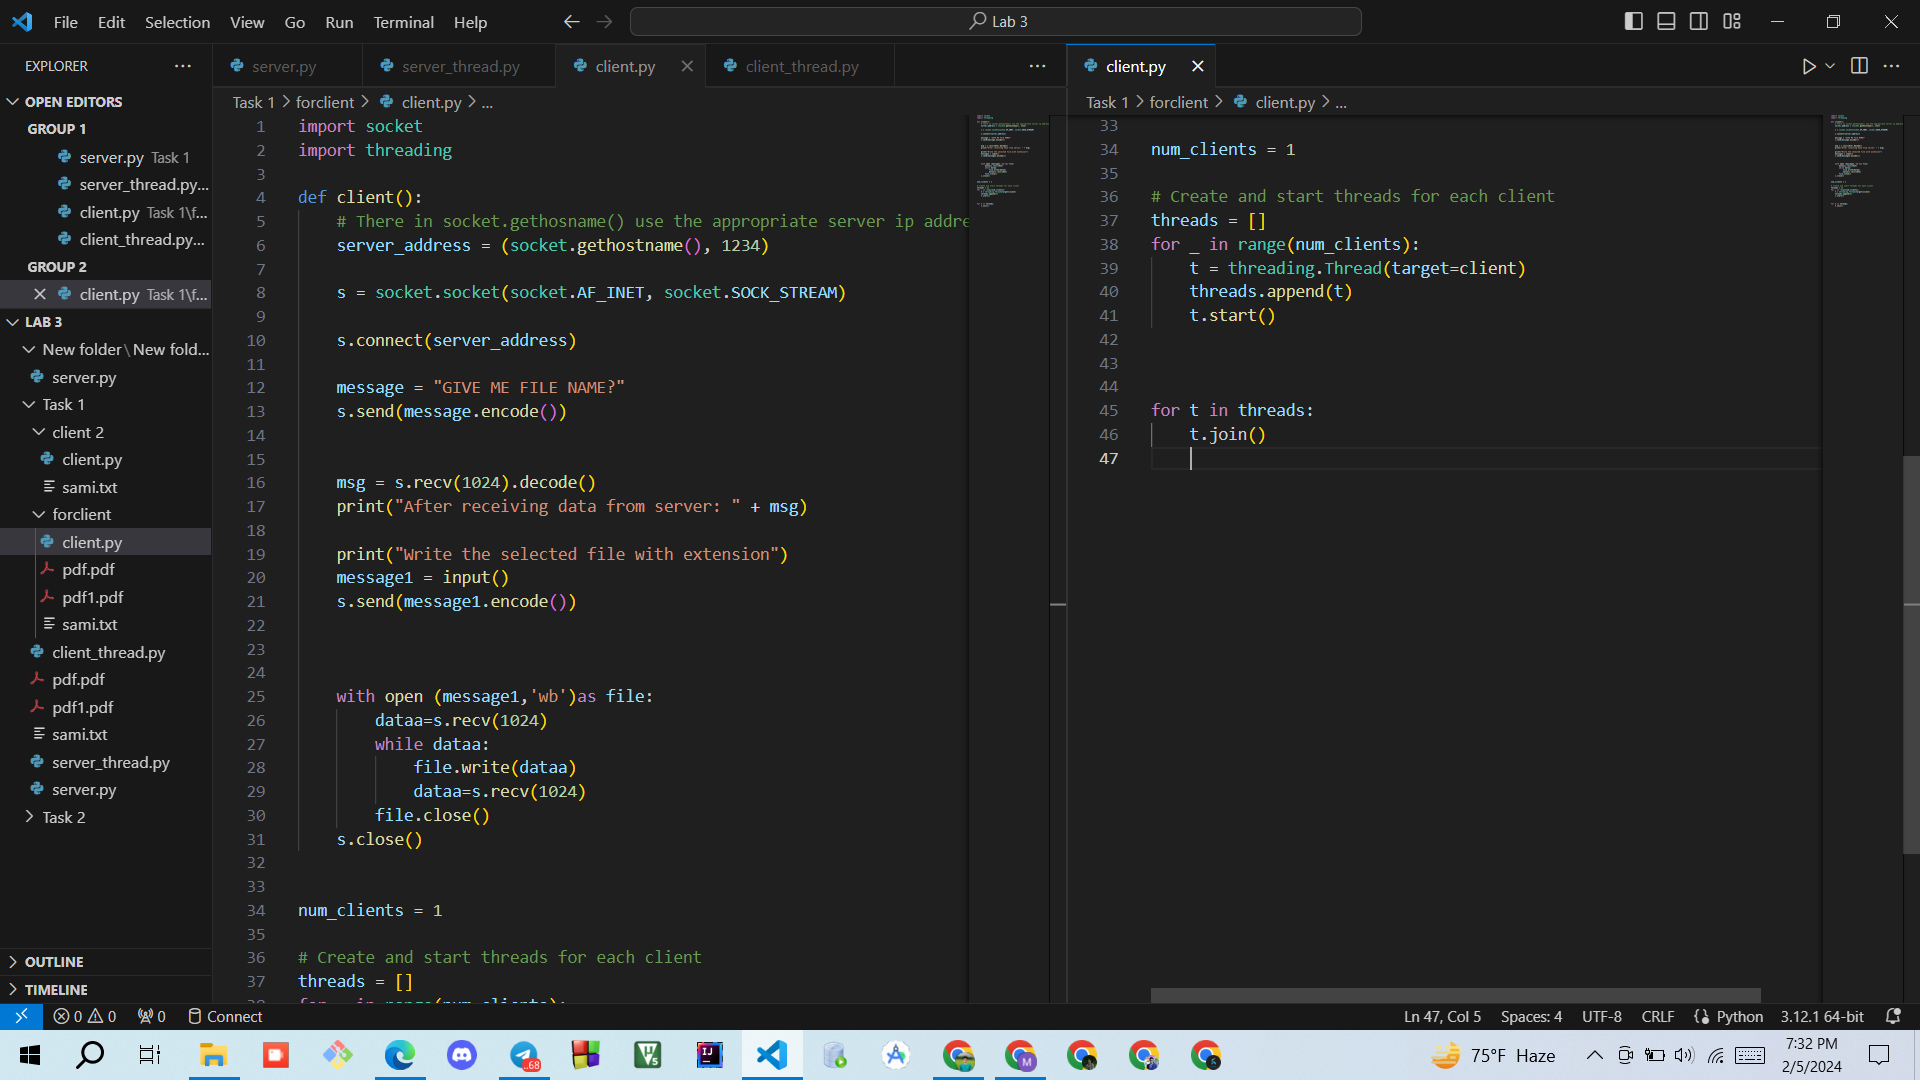 File Edit Selection View Go Run Terminal Help
Lab 3
EXPLORER
OPEN EDITORS
GROUP 1
server.py Task 1
server_thread.py...
client.py Task 1\f...
client_thread.py...
GROUP 2
client.py Task 1\f...
LAB 3
New folder\New fold...
server.py
Task 1
client 2
client.py
sami.txt
forclient
client.py
pdf.pdf
pdf1.pdf
sami.txt
client_thread.py
pdf.pdf
pdf1.pdf
sami.txt
server_thread.py
server.py
Task 2
OUTLINE
TIMELINE
server.py server_thread.py client.py client_thread.py
Task 1 > forclient > client.py > ...
1 import socket
2 import threading
3
4 def client():
5 # There in socket.gethosname() use the appropriate server ip addre
6 server_address = (socket.gethostname(), 1234)
7
8 s = socket.socket(socket.AF_INET, socket.SOCK_STREAM)
9
10 s.connect(server_address)
11
12 message = "GIVE ME FILE NAME?"
13 s.send(message.encode())
14
15
16 msg = s.recv(1024).decode()
17 print("After receiving data from server: " + msg)
18
19 print("Write the selected file with extension")
20 message1 = input()
21 s.send(message1.encode())
22
23
24
25 with open (message1,'wb')as file:
26 dataa=s.recv(1024)
27 while dataa:
28 file.write(dataa)
29 dataa=s.recv(1024)
30 file.close()
31 s.close()
32
33
34 num_clients = 1
35
36 # Create and start threads for each client
37 threads = []
38 for _ in range(num_clients):
client.py
Task 1 > forclient > client.py > ...
33
34 num_clients = 1
35
36 # Create and start threads for each client
37 threads = []
38 for _ in range(num_clients):
39 t = threading.Thread(target=client)
40 threads.append(t)
41 t.start()
42
43
44
45 for t in threads:
46 t.join()
47
0 0 0 Connect
Ln 47, Col 5 Spaces: 4 UTF-8 CRLF Python 3.12.1 64-bit
..68
IJ
M
75°F Haze
7:32 PM
2/5/2024